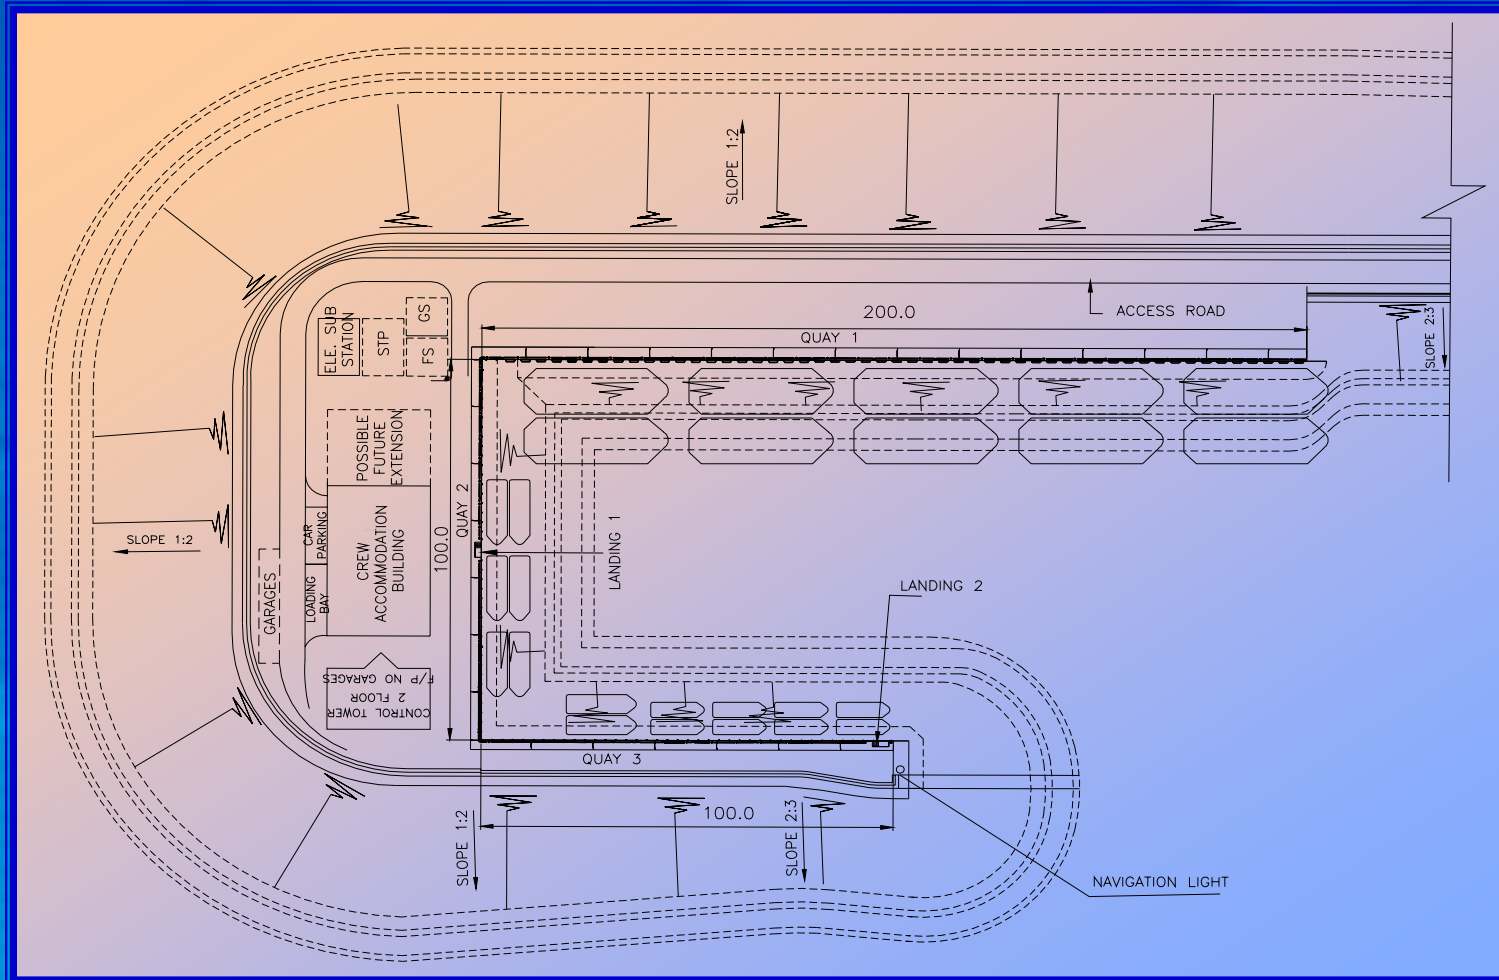 SLOPE 1:2
200.0
ACCESS ROAD
QUAY 1
SLOPE 2:3
ELE. SUB
STATION
STP
GS
FS
POSSIBLE
FUTURE
EXTENSION
QUAY 2
100.0
CAR
PARKING
CREW
ACCOMMODATION
BUILDING
LOADING
BAY
GARAGES
SLOPE 1:2
LANDING 1
LANDING 2
CONTROL TOWER
2 FLOOR
F/P NO GARAGES
QUAY 3
100.0
SLOPE 1:2
SLOPE 2:3
NAVIGATION LIGHT